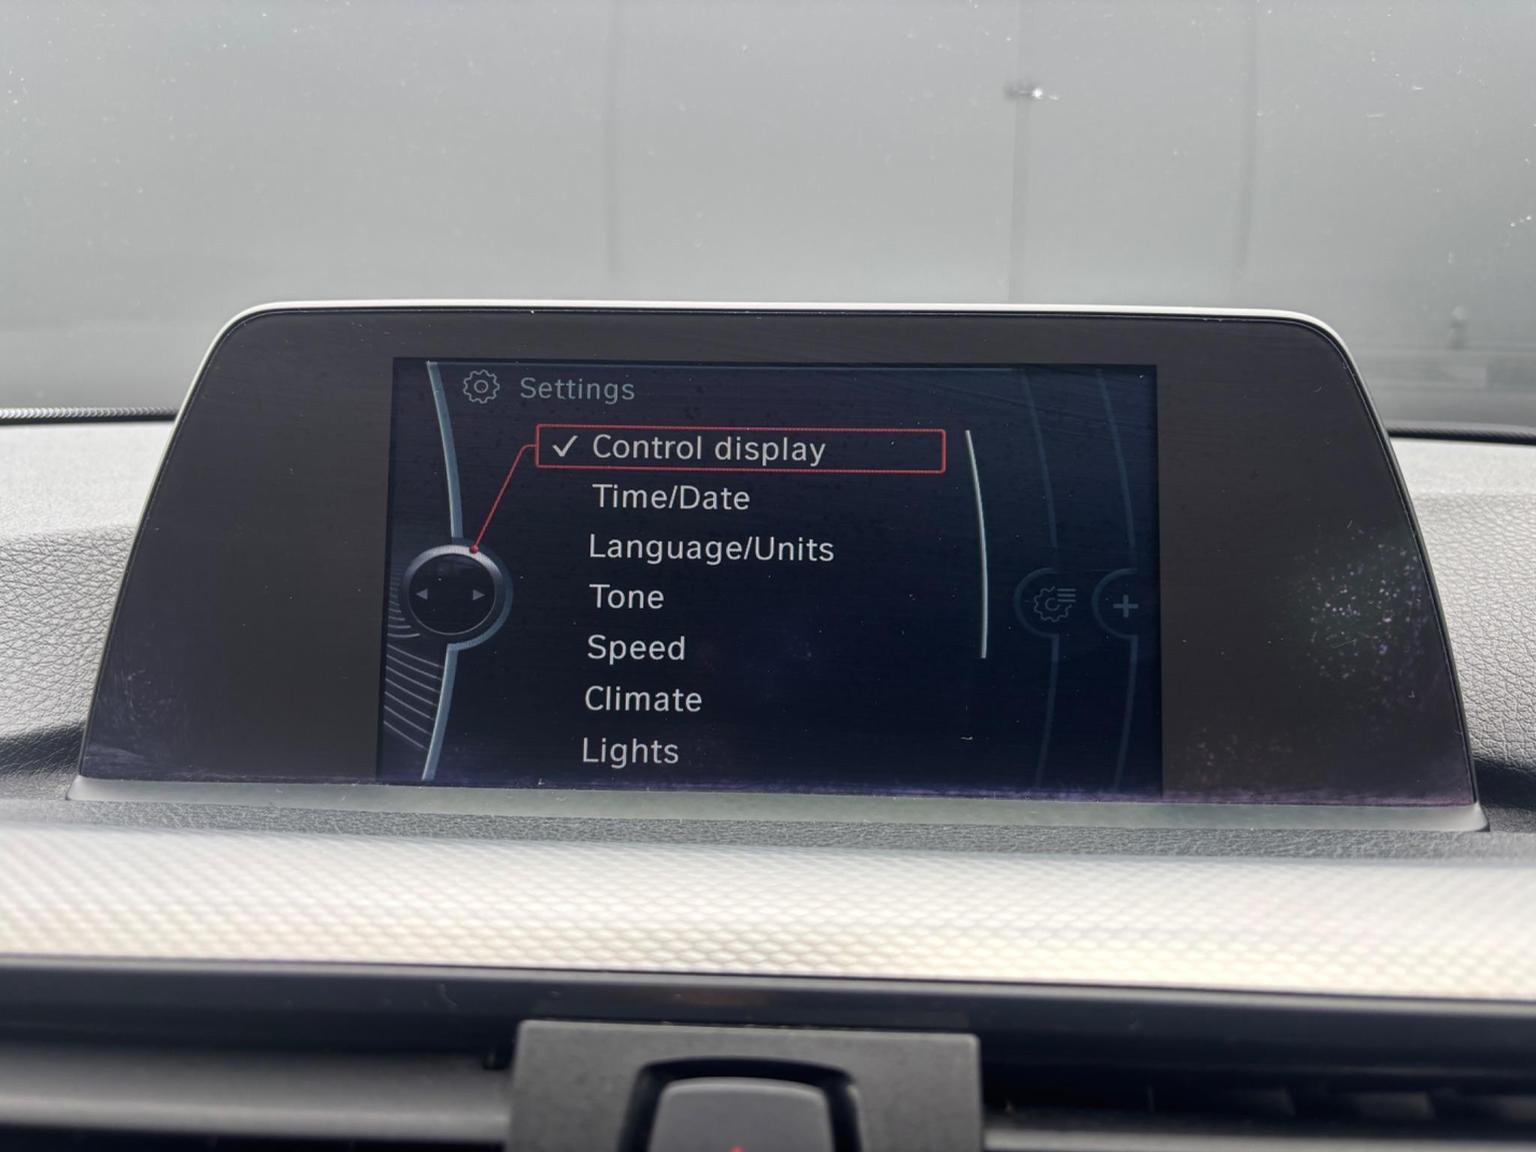 Settings
✓ Control display
Time/Date
Language/Units
Tone
Speed
Climate
Lights